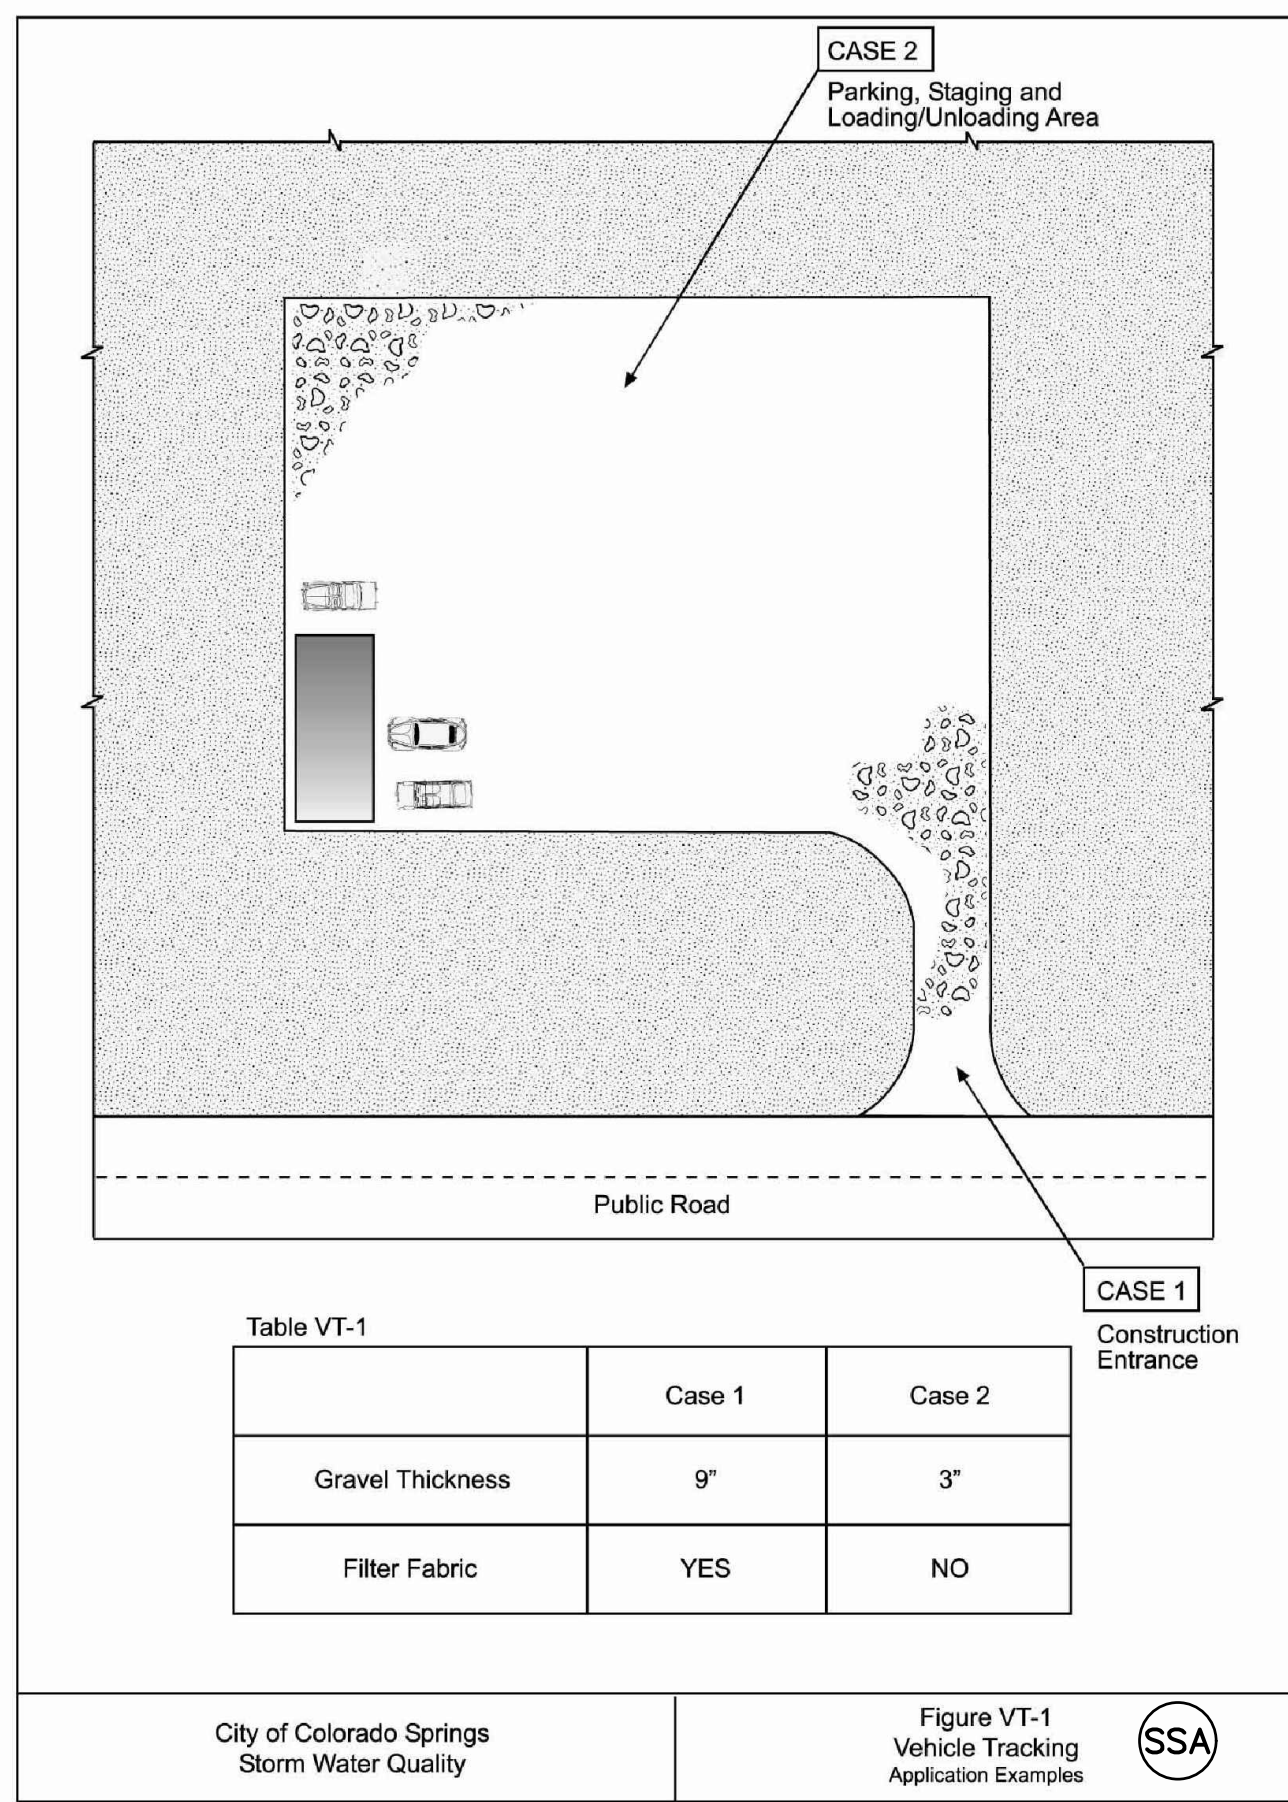 CASE 2
Parking, Staging and
Loading/Unloading Area
Public Road
CASE 1
Construction
Entrance
Table VT-1
Case 1 Case 2
Gravel Thickness 9” 3”
Filter Fabric YES NO
City of Colorado Springs
Storm Water Quality
Figure VT-1
Vehicle Tracking
Application Examples
SSA